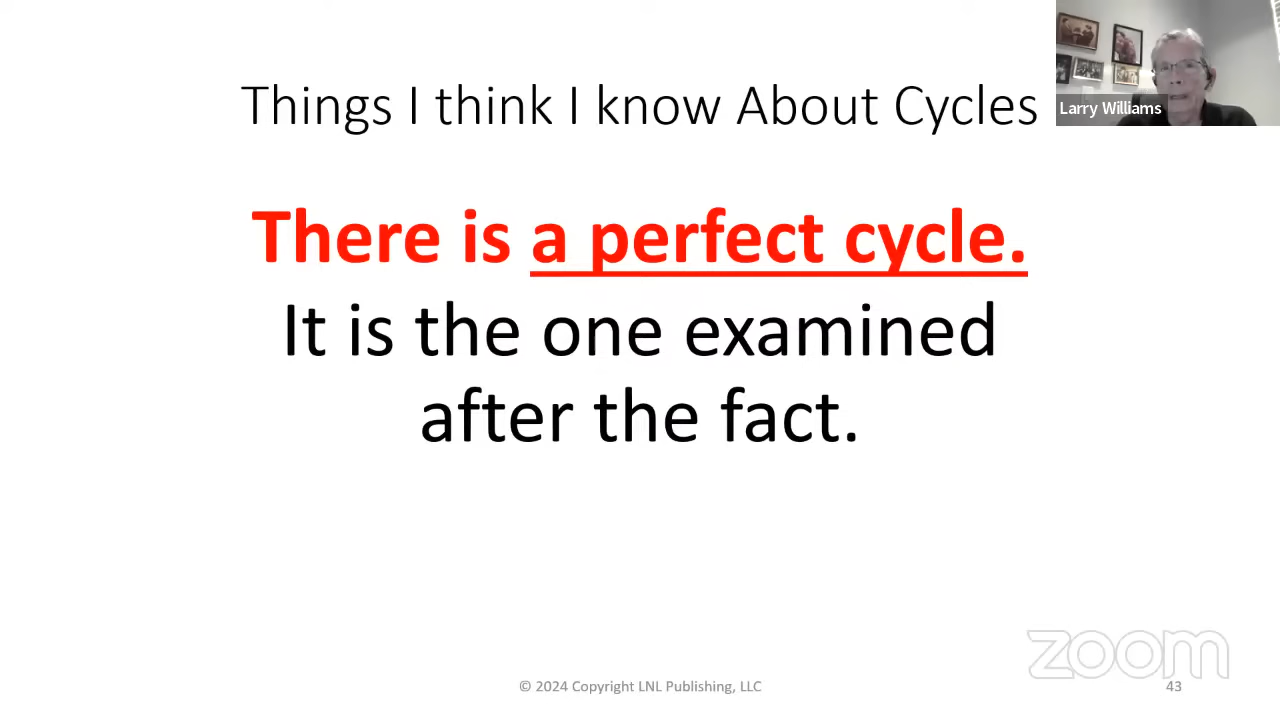 Things I think I know About Cycles
Larry Williams
There is a perfect cycle.
It is the one examined
after the fact.
zoom
© 2024 Copyright LNL Publishing, LLC
43